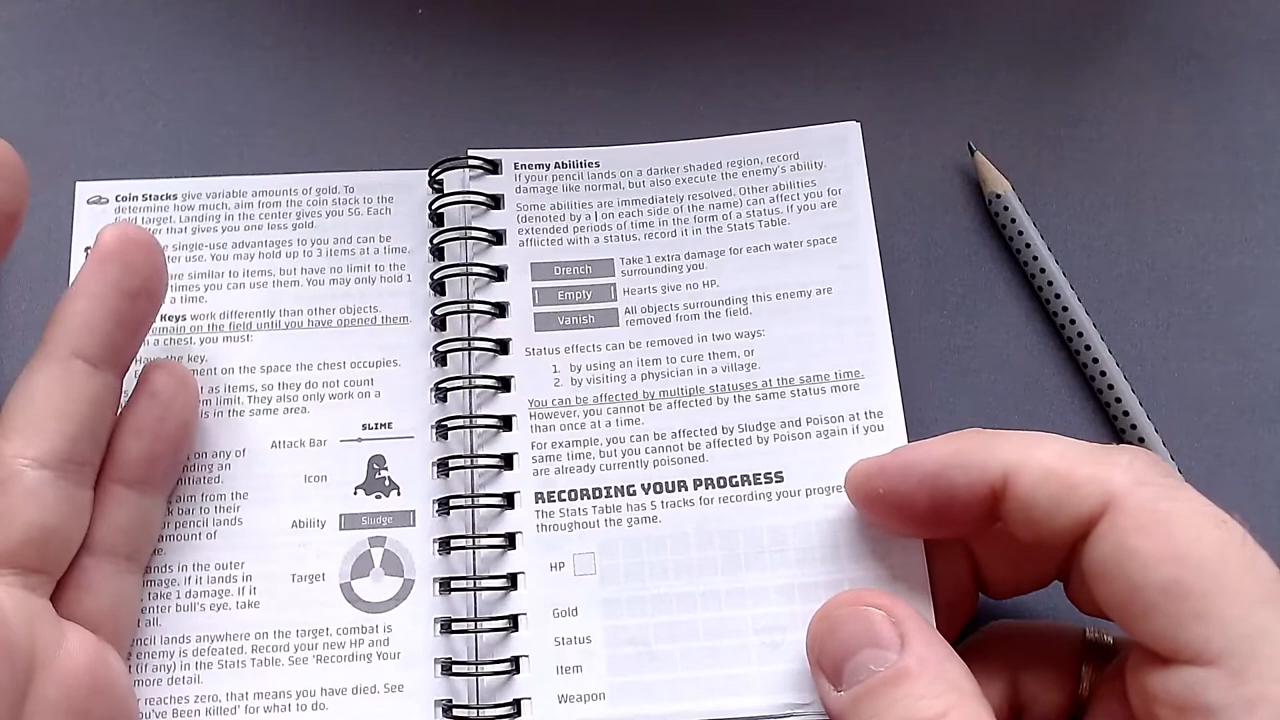 Coin Stacks give variable amounts of gold. To
determine how much, aim from the coin stack to the
field target. Landing in the center gives you 5G. Each
that gives you one less gold.
single-use advantages to you and can be
use. You may hold up to 3 items at a time.
are similar to items, but have no limit to the
times you can use them. You may only hold 1
a time.
Keys work differently than other objects.
remain on the field until you have opened them.
a chest, you must:
Have the key.
on the space the chest occupies.
as items, so they do not count
limit. They also only work on a
in the same area.
SLIME
Attack Bar
Icon
Ability
Sludge
Target
on any of
aim from the
bar to their
pencil lands
amount on
lands in the outer
image. If it lands in
take 1 damage. If it
bull's eye, take
all.
pencil lands anywhere on the target, combat is
enemy is defeated. Record your new HP and
(if any) in the Stats Table. See 'Recording Your
more detail.
reaches zero, that means you have died. See
Been Killed' for what to do.
Enemy Abilities
If your pencil lands on a darker shaded region, record
damage like normal, but also execute the enemy's ability.
Some abilities are immediately resolved. Other abilities
(denoted by a | on each side of the name) can affect you for
extended periods of time in the form of a status. If you are
afflicted with a status, record it in the Stats Table.
Drench Take 1 extra damage for each water space
surrounding you.
Empty Hearts give no HP.
Vanish All objects surrounding this enemy are
removed from the field.
Status effects can be removed in two ways:
1. by using an item to cure them, or
2. by visiting a physician in a village.
You can be affected by multiple statuses at the same time.
However, you cannot be affected by the same status more
than once at a time.
For example, you can be affected by Sludge and Poison at the
same time, but you cannot be affected by Poison again if you
are already currently poisoned.
RECORDING YOUR PROGRESS
The Stats Table has 5 tracks for recording your
throughout the game.
HP
Gold
Status
Item
Weapon